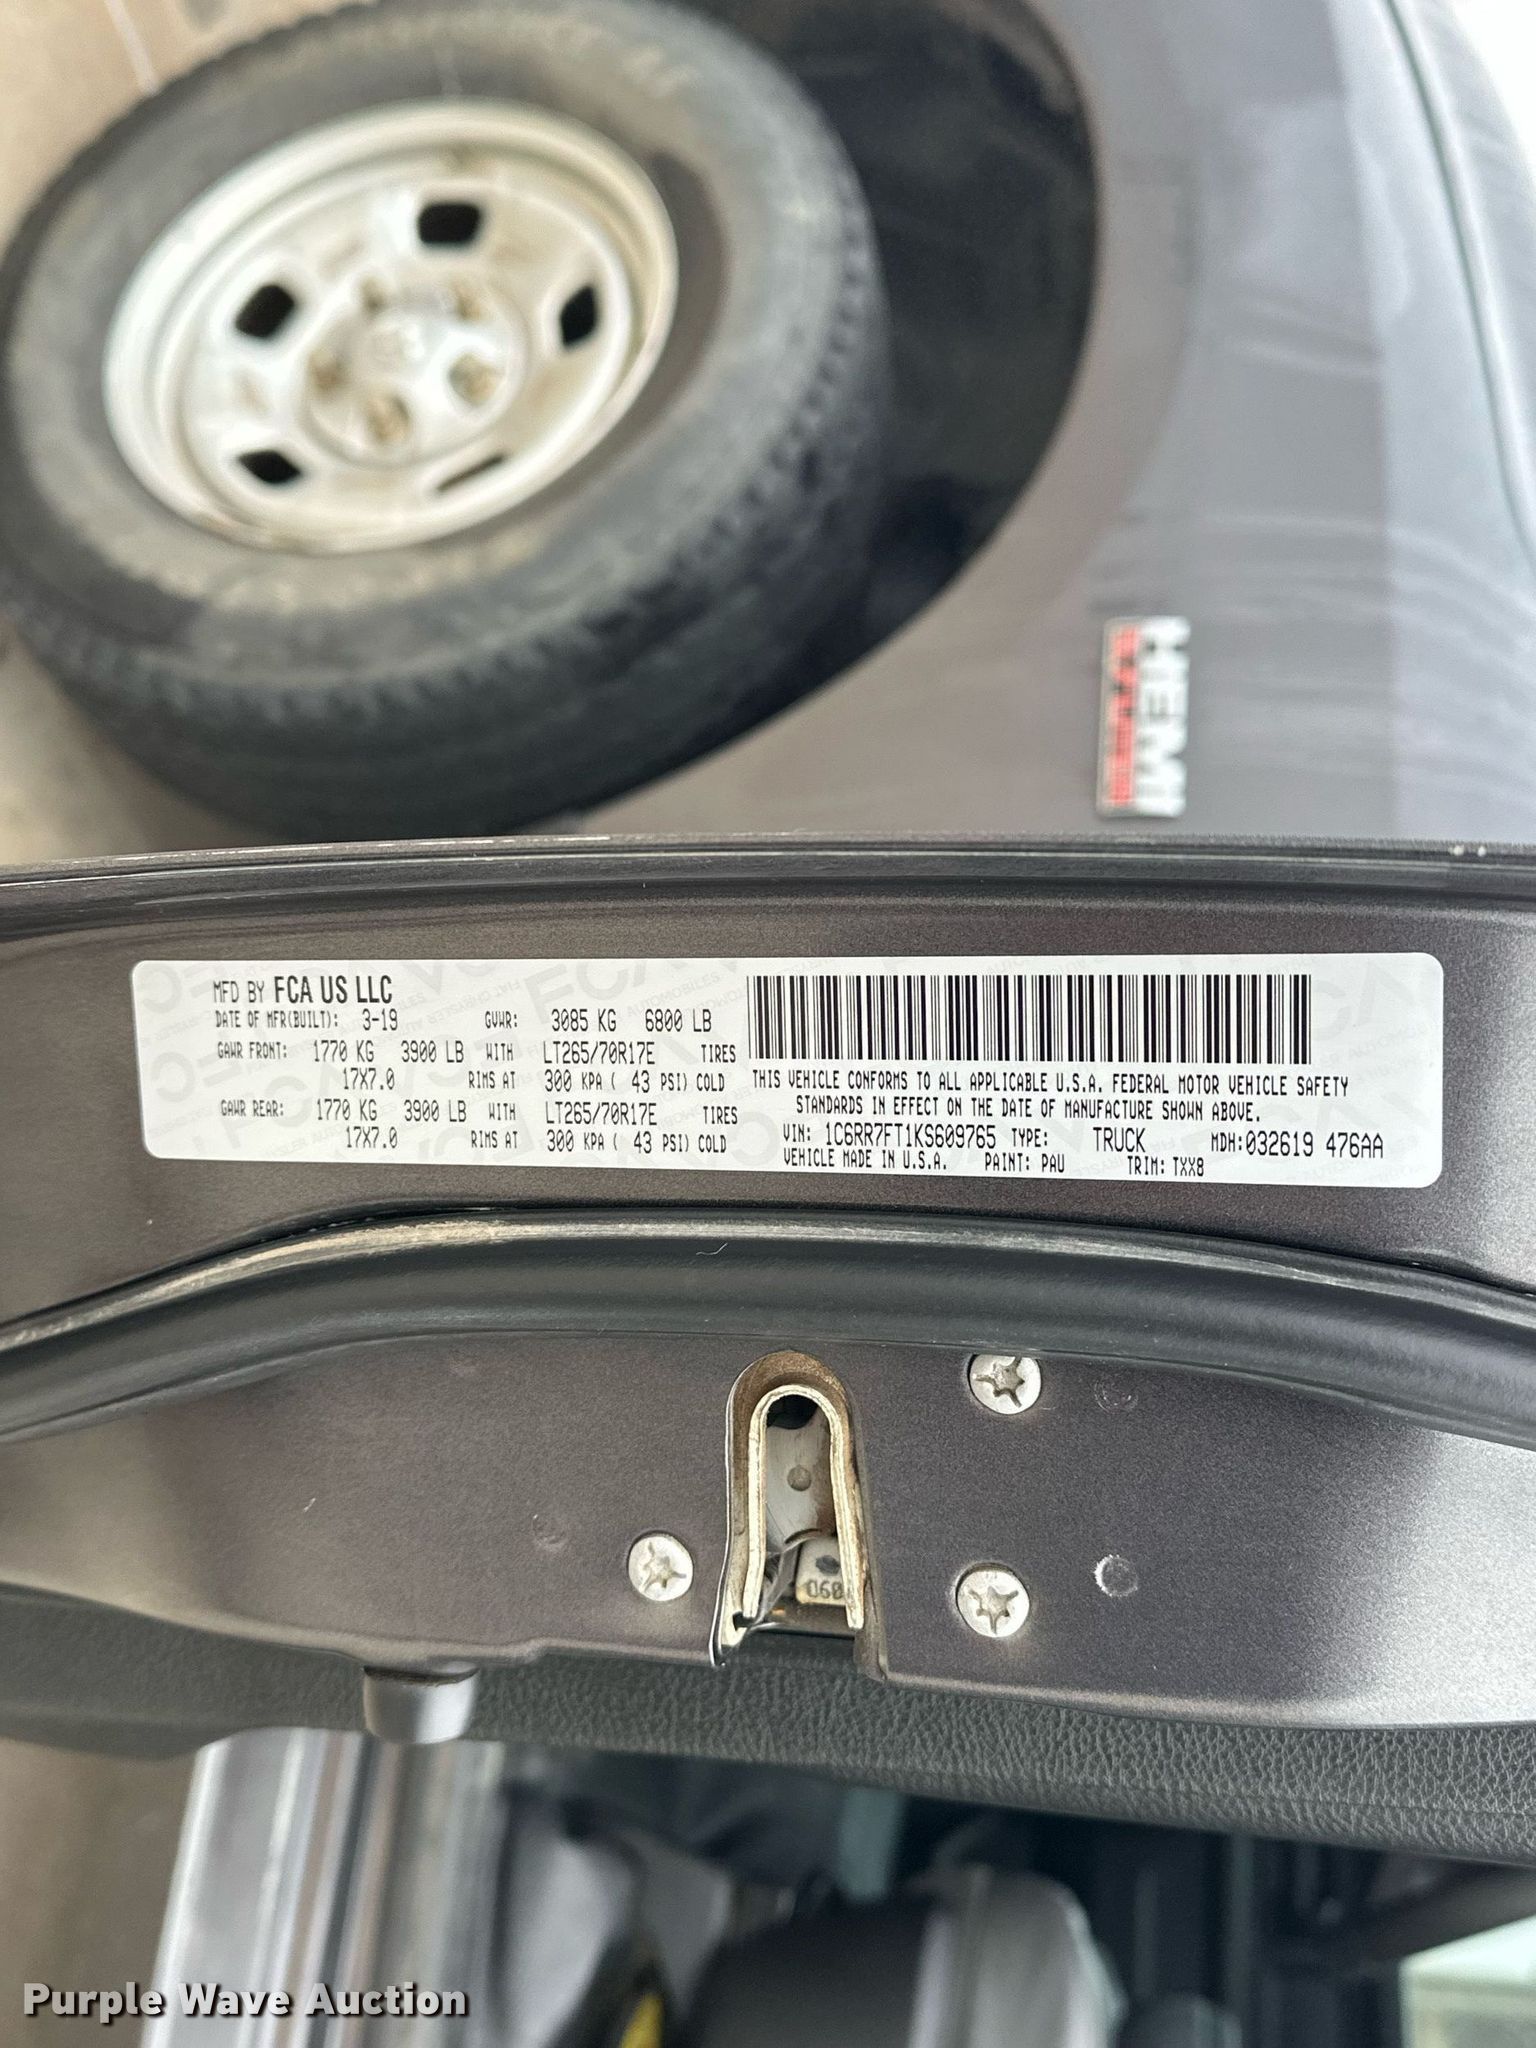 HEMI
MFD BY FCA US LLC
DATE OF MFR(BUILT): 3-19 GVWR: 3085 KG 6800 LB
GAWR FRONT: 1770 KG 3900 LB WITH LT265/70R17E TIRES
17X7.0 RIMS AT 300 KPA ( 43 PSI) COLD
GAWR REAR: 1770 KG 3900 LB WITH LT265/70R17E TIRES
17X7.0 RIMS AT 300 KPA ( 43 PSI) COLD
THIS VEHICLE CONFORMS TO ALL APPLICABLE U.S.A. FEDERAL MOTOR VEHICLE SAFETY
STANDARDS IN EFFECT ON THE DATE OF MANUFACTURE SHOWN ABOVE.
VIN: 1C6RR7FT1KS609765 TYPE: TRUCK MDH:032619 476AA
VEHICLE MADE IN U.S.A. PAINT: PAU TRIM: TXX8
Purple Wave Auction